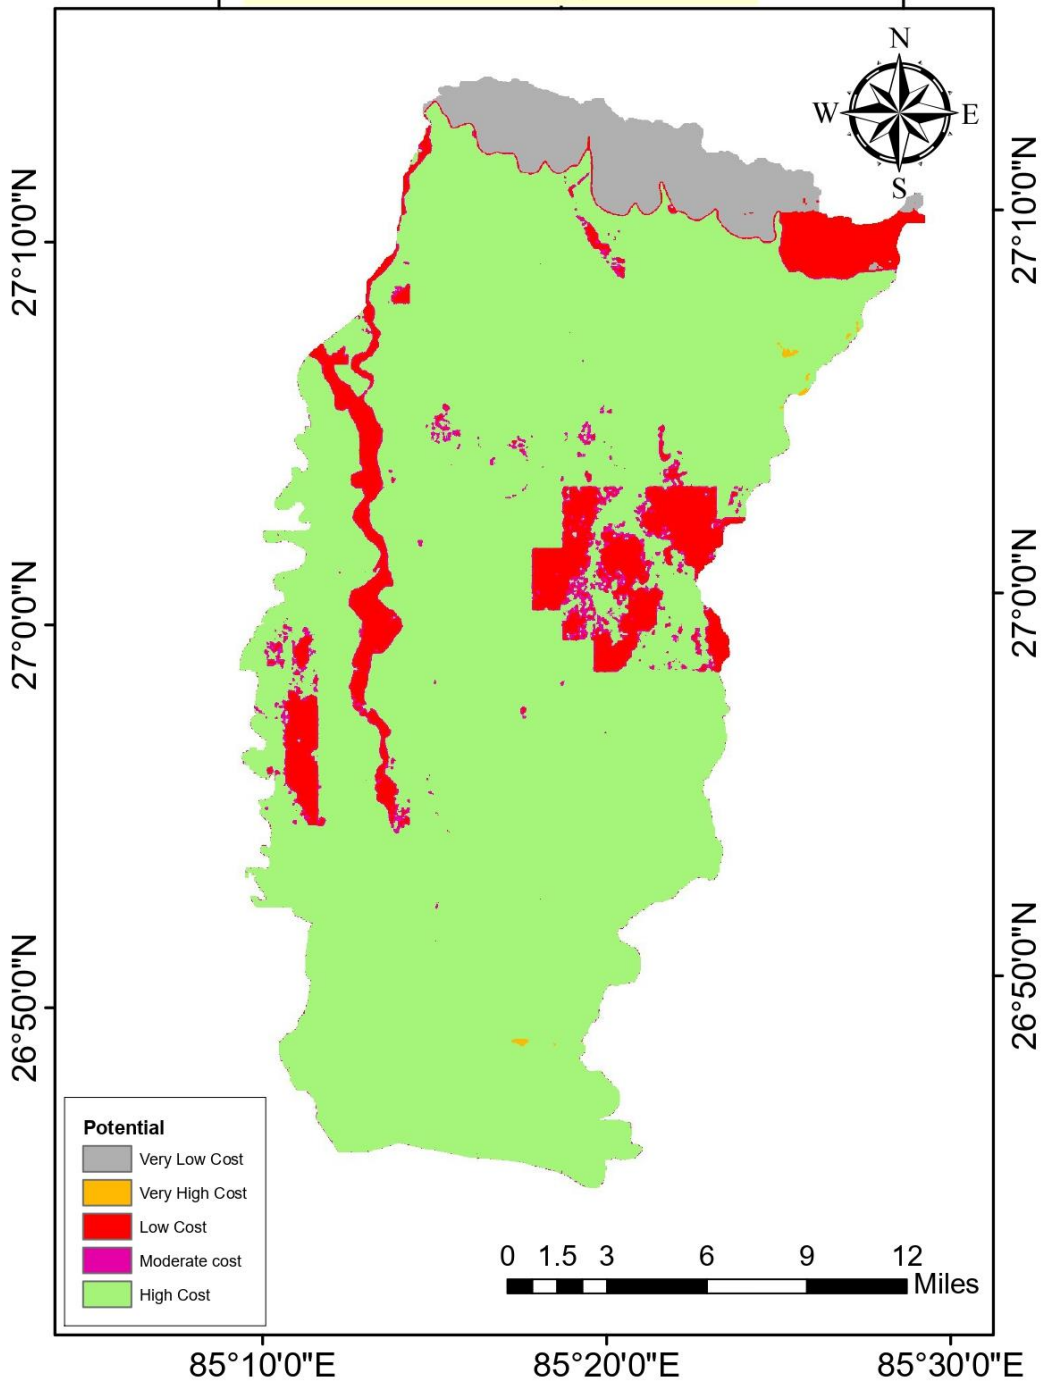 N
W E
S
27°10'0"N
27°10'0"N
27°0'0"N
27°0'0"N
26°50'0"N
26°50'0"N
Potential
Very Low Cost
Very High Cost
Low Cost
Moderate cost
High Cost
0 1.5 3 6 9 12
Miles
85°10'0"E 85°20'0"E 85°30'0"E